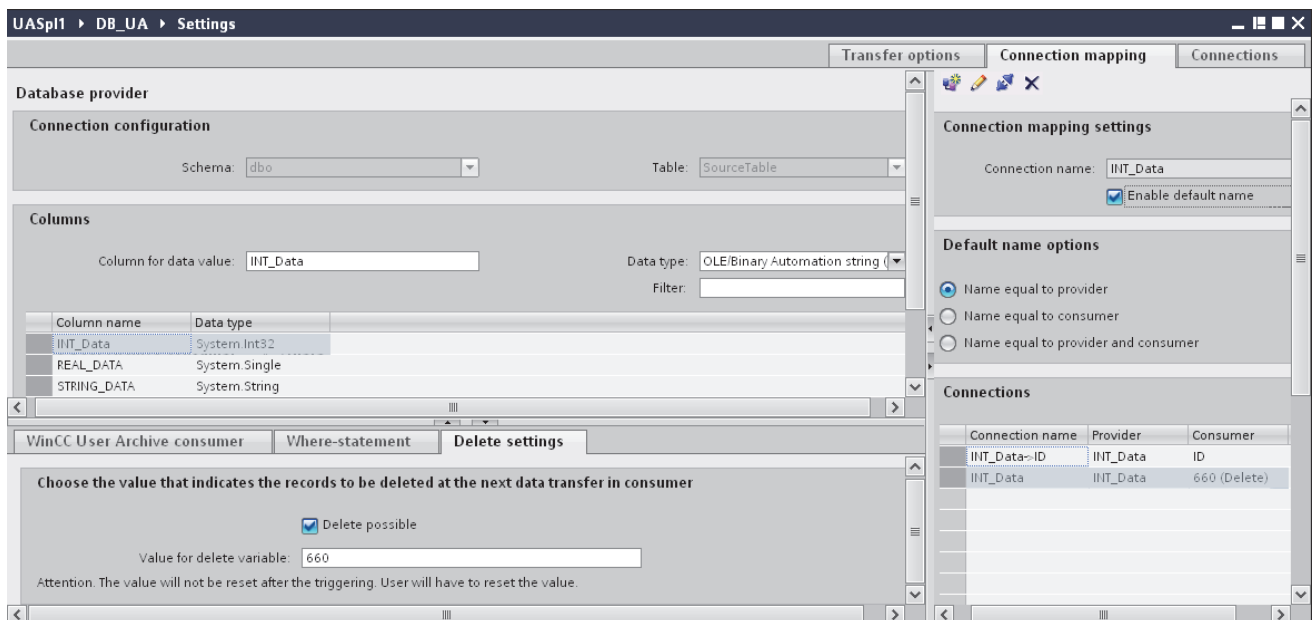 UASpl1 ▸ DB_UA ▸ Settings
Transfer options
Connection mapping
Connections
Database provider
Connection configuration
Schema: dbo
Table: SourceTable
Columns
Column for data value: INT_Data
Data type: OLE/Binary Automation string (
Filter:
Column name Data type
INT_Data System.Int32
REAL_DATA System.Single
STRING_DATA System.String
WinCC User Archive consumer
Where-statement
Delete settings
Choose the value that indicates the records to be deleted at the next data transfer in consumer
Delete possible
Value for delete variable: 660
Attention. The value will not be reset after the triggering. User will have to reset the value.
Connection mapping settings
Connection name: INT_Data
Enable default name
Default name options
Name equal to provider
Name equal to consumer
Name equal to provider and consumer
Connections
Connection name Provider Consumer
INT_Data->ID INT_Data ID
INT_Data INT_Data 660 (Delete)